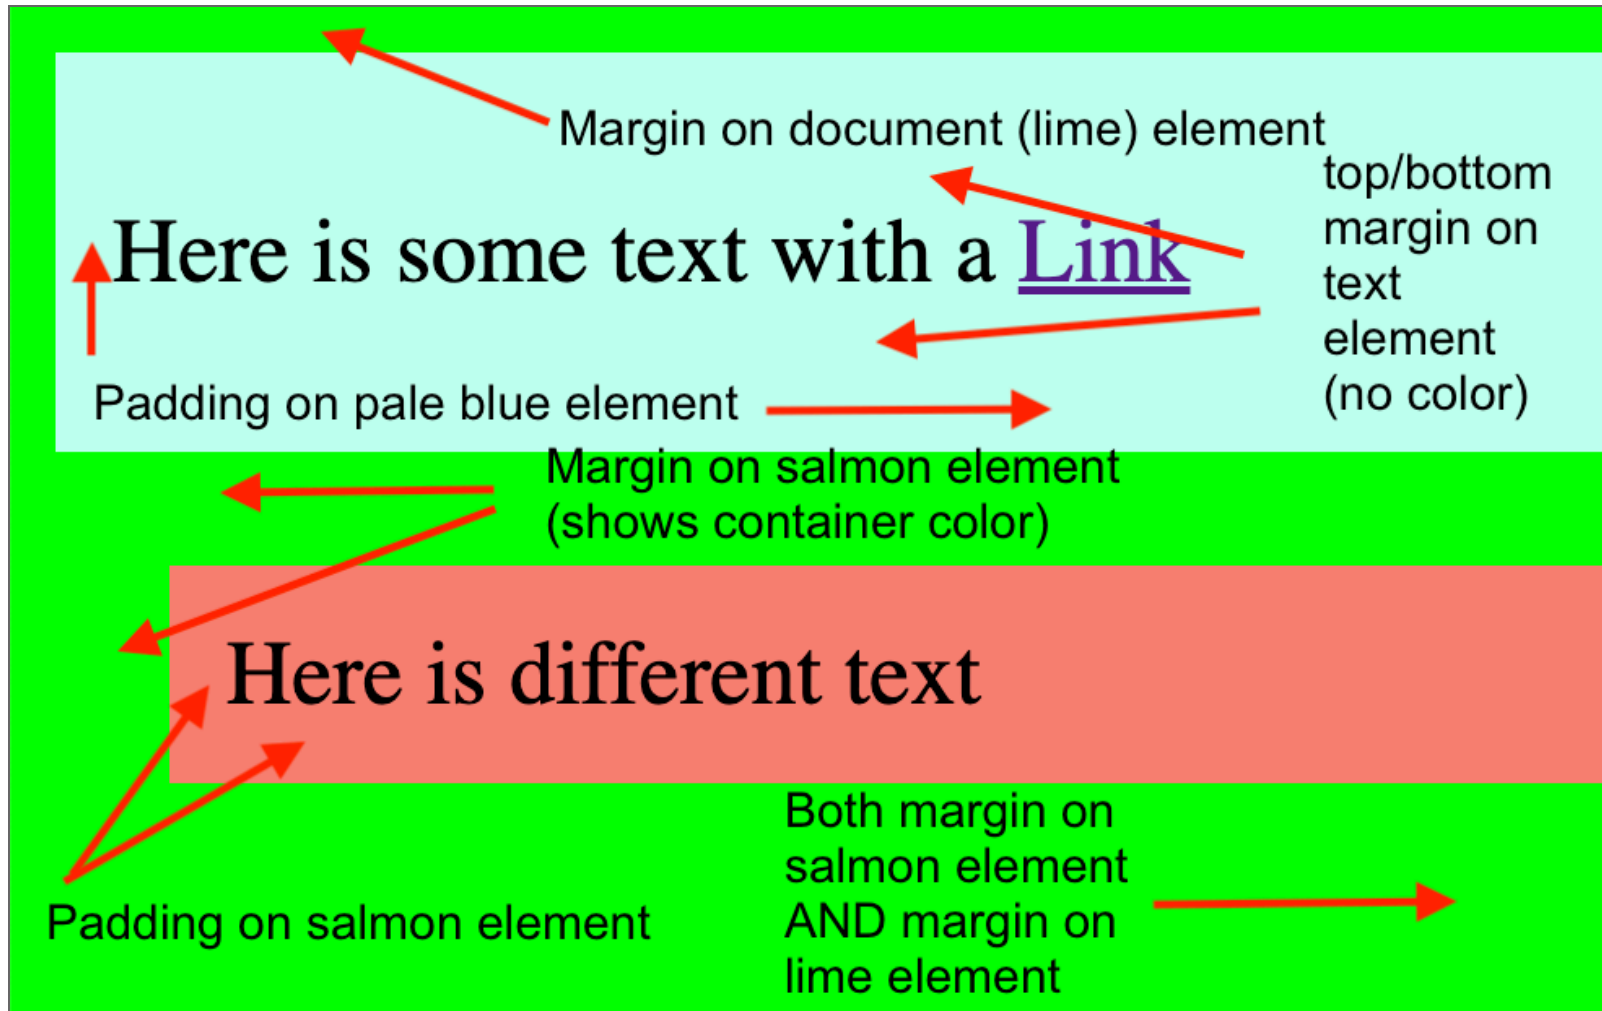 Margin on document (lime) element
top/bottom
margin on
text
element
(no color)
Here is some text with a Link
Padding on pale blue element
Margin on salmon element
(shows container color)
Here is different text
Both margin on
salmon element
AND margin on
lime element
Padding on salmon element